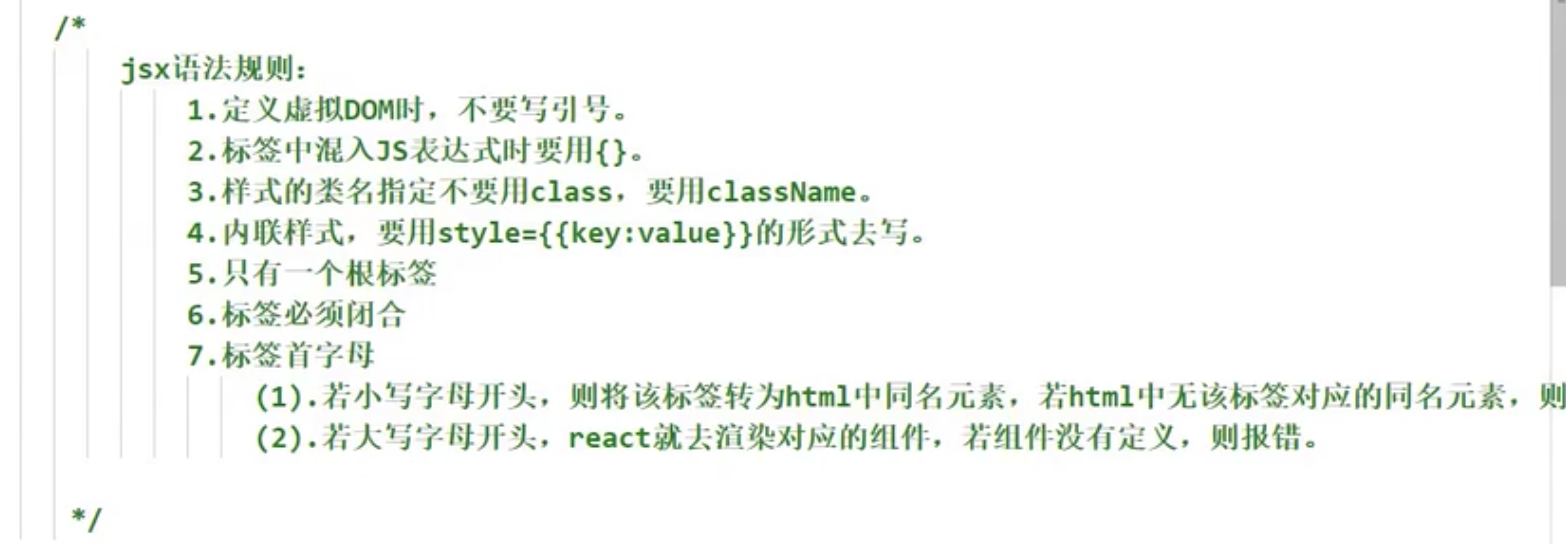 /*
jsx语法规则：
1.定义虚拟DOM时，不要写引号。
2.标签中混入JS表达式时要用{}。
3.样式的类名指定不要用class，要用className。
4.内联样式，要用style={{key:value}}的形式去写。
5.只有一个根标签
6.标签必须闭合
7.标签首字母
(1).若小写字母开头，则将该标签转为html中同名元素，若html中无该标签对应的同名元素，则
(2).若大写字母开头，react就去渲染对应的组件，若组件没有定义，则报错。
*/